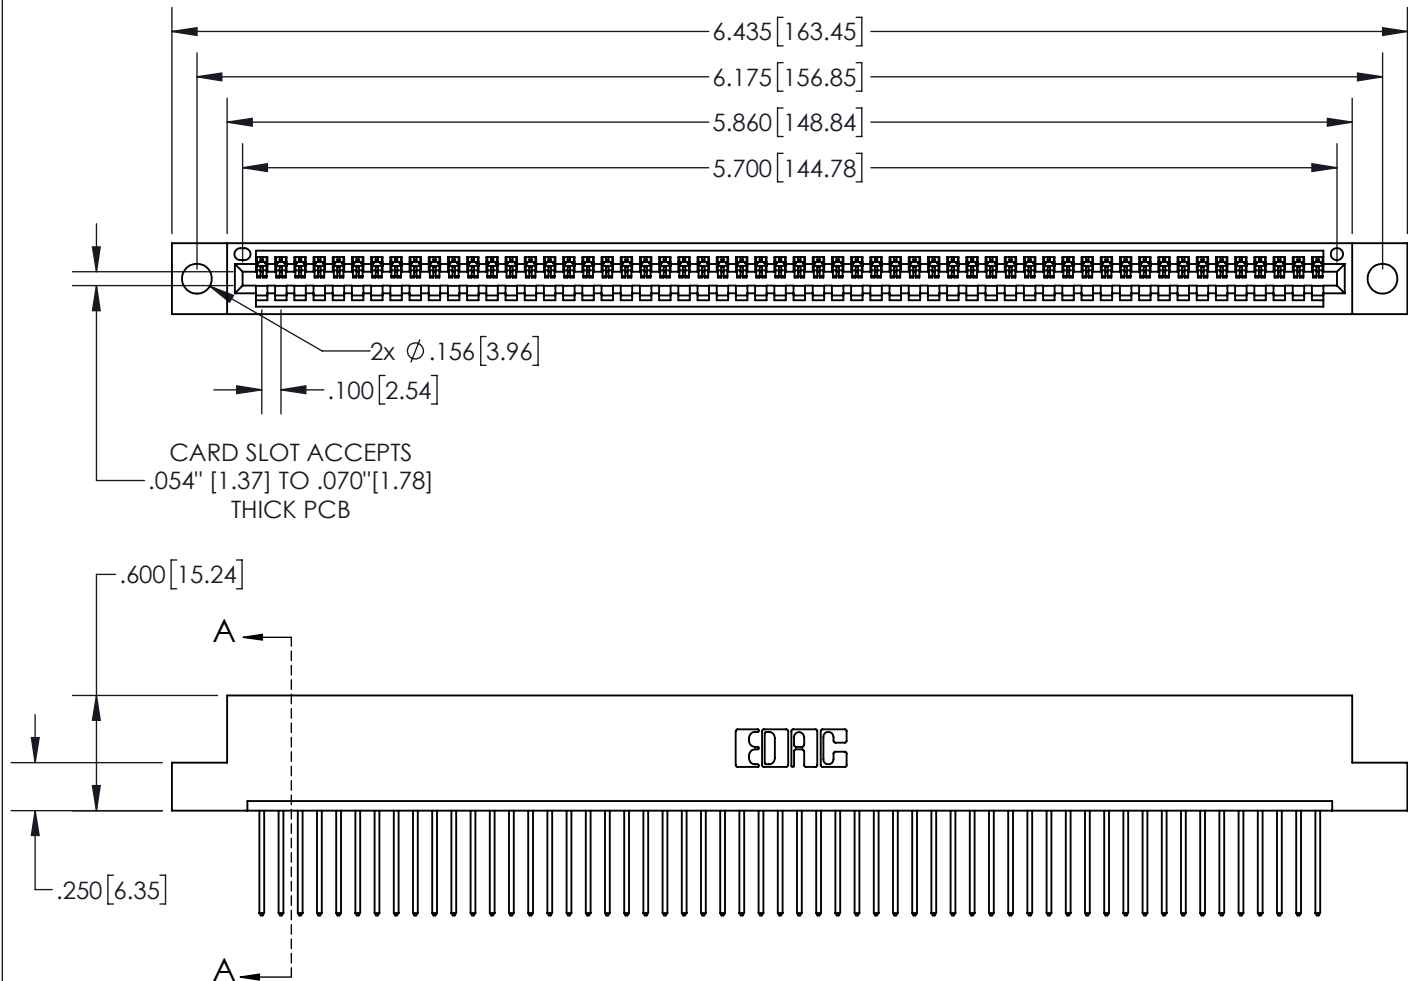 6.435[163.45]
6.175[156.85]
5.860[148.84]
5.700[144.78]
2x Ø.156[3.96]
.100[2.54]
CARD SLOT ACCEPTS
.054" [1.37] TO .070"[1.78]
THICK PCB
.600[15.24]
A
EDAC
.250[6.35]
A